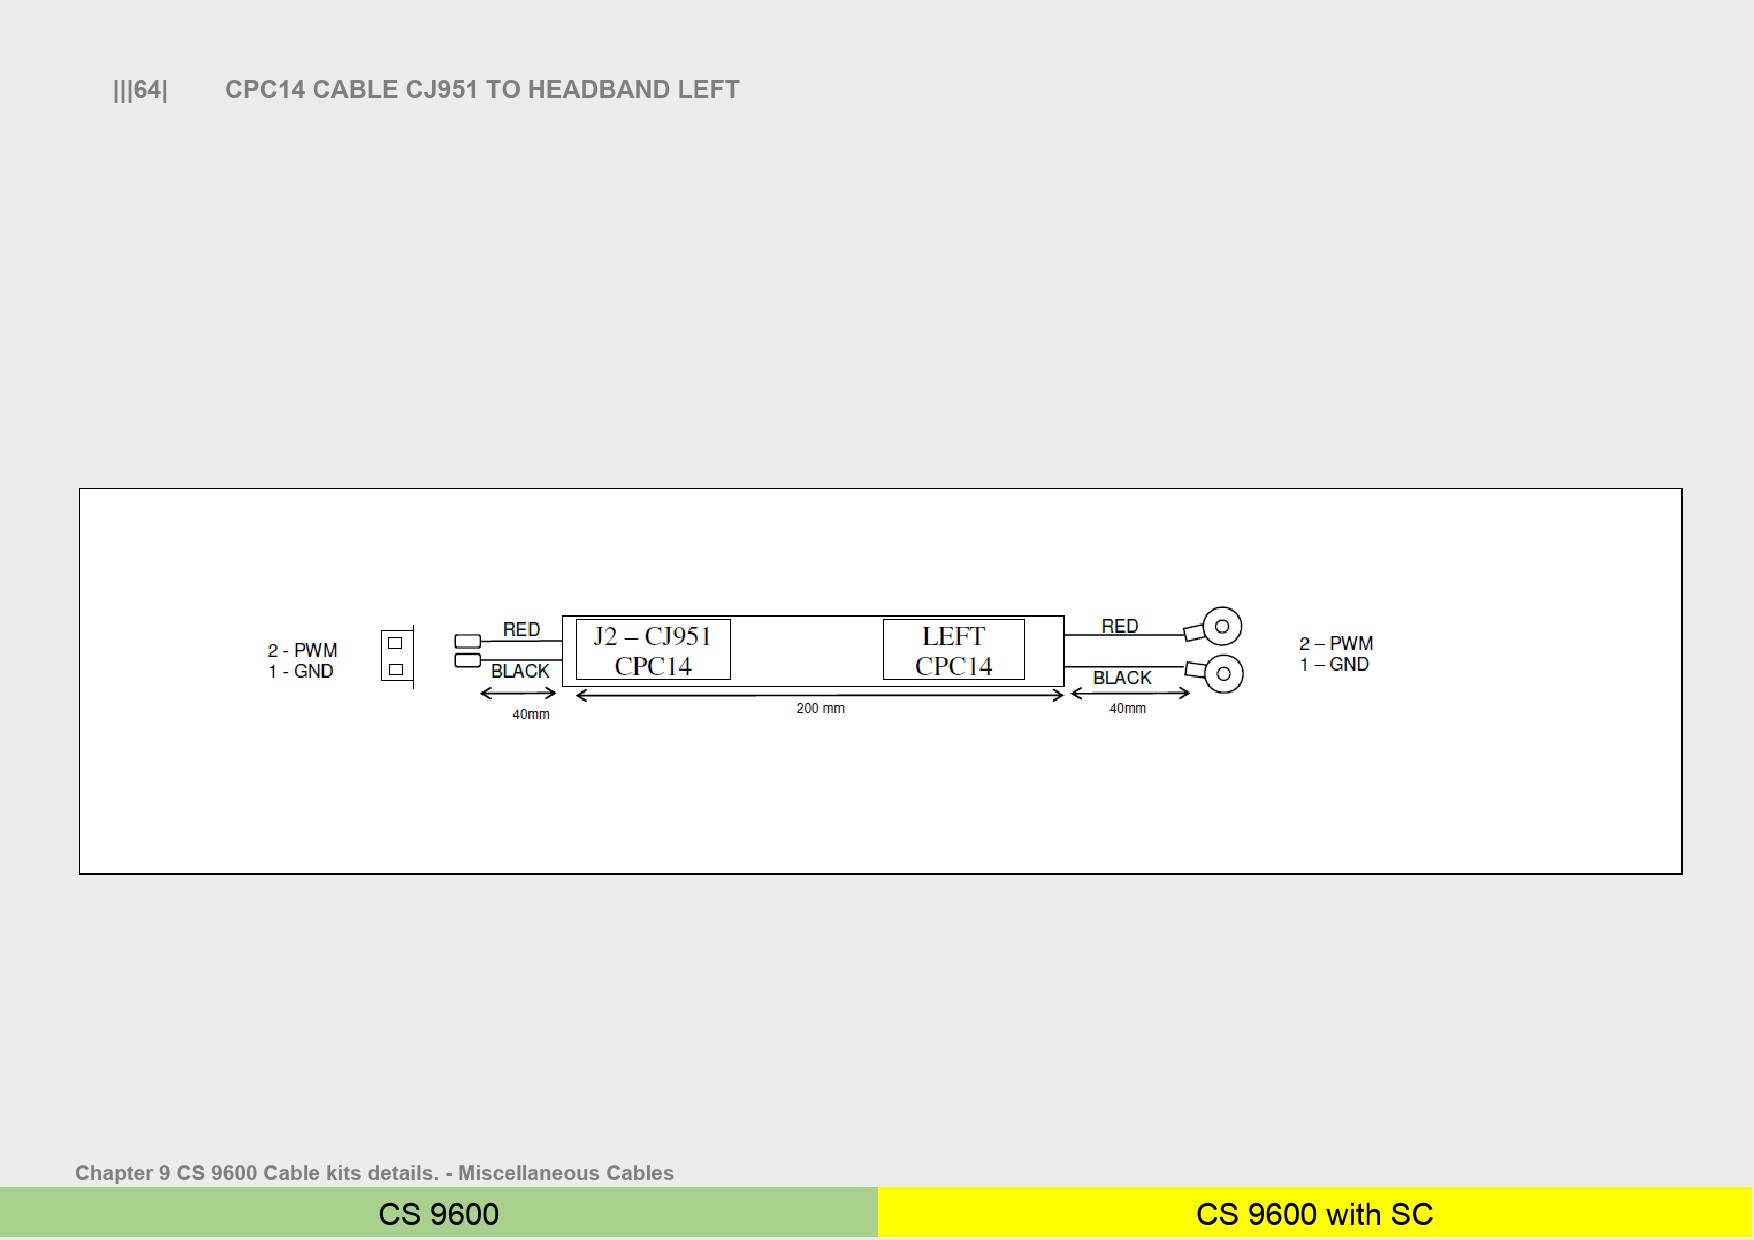 |||64| CPC14 CABLE CJ951 TO HEADBAND LEFT
2 - PWM
1 - GND
RED
BLACK
40mm
J2 – CJ951
CPC14
200 mm
LEFT
CPC14
RED
BLACK
40mm
2 – PWM
1 – GND
Chapter 9 CS 9600 Cable kits details. - Miscellaneous Cables
CS 9600
CS 9600 with SC